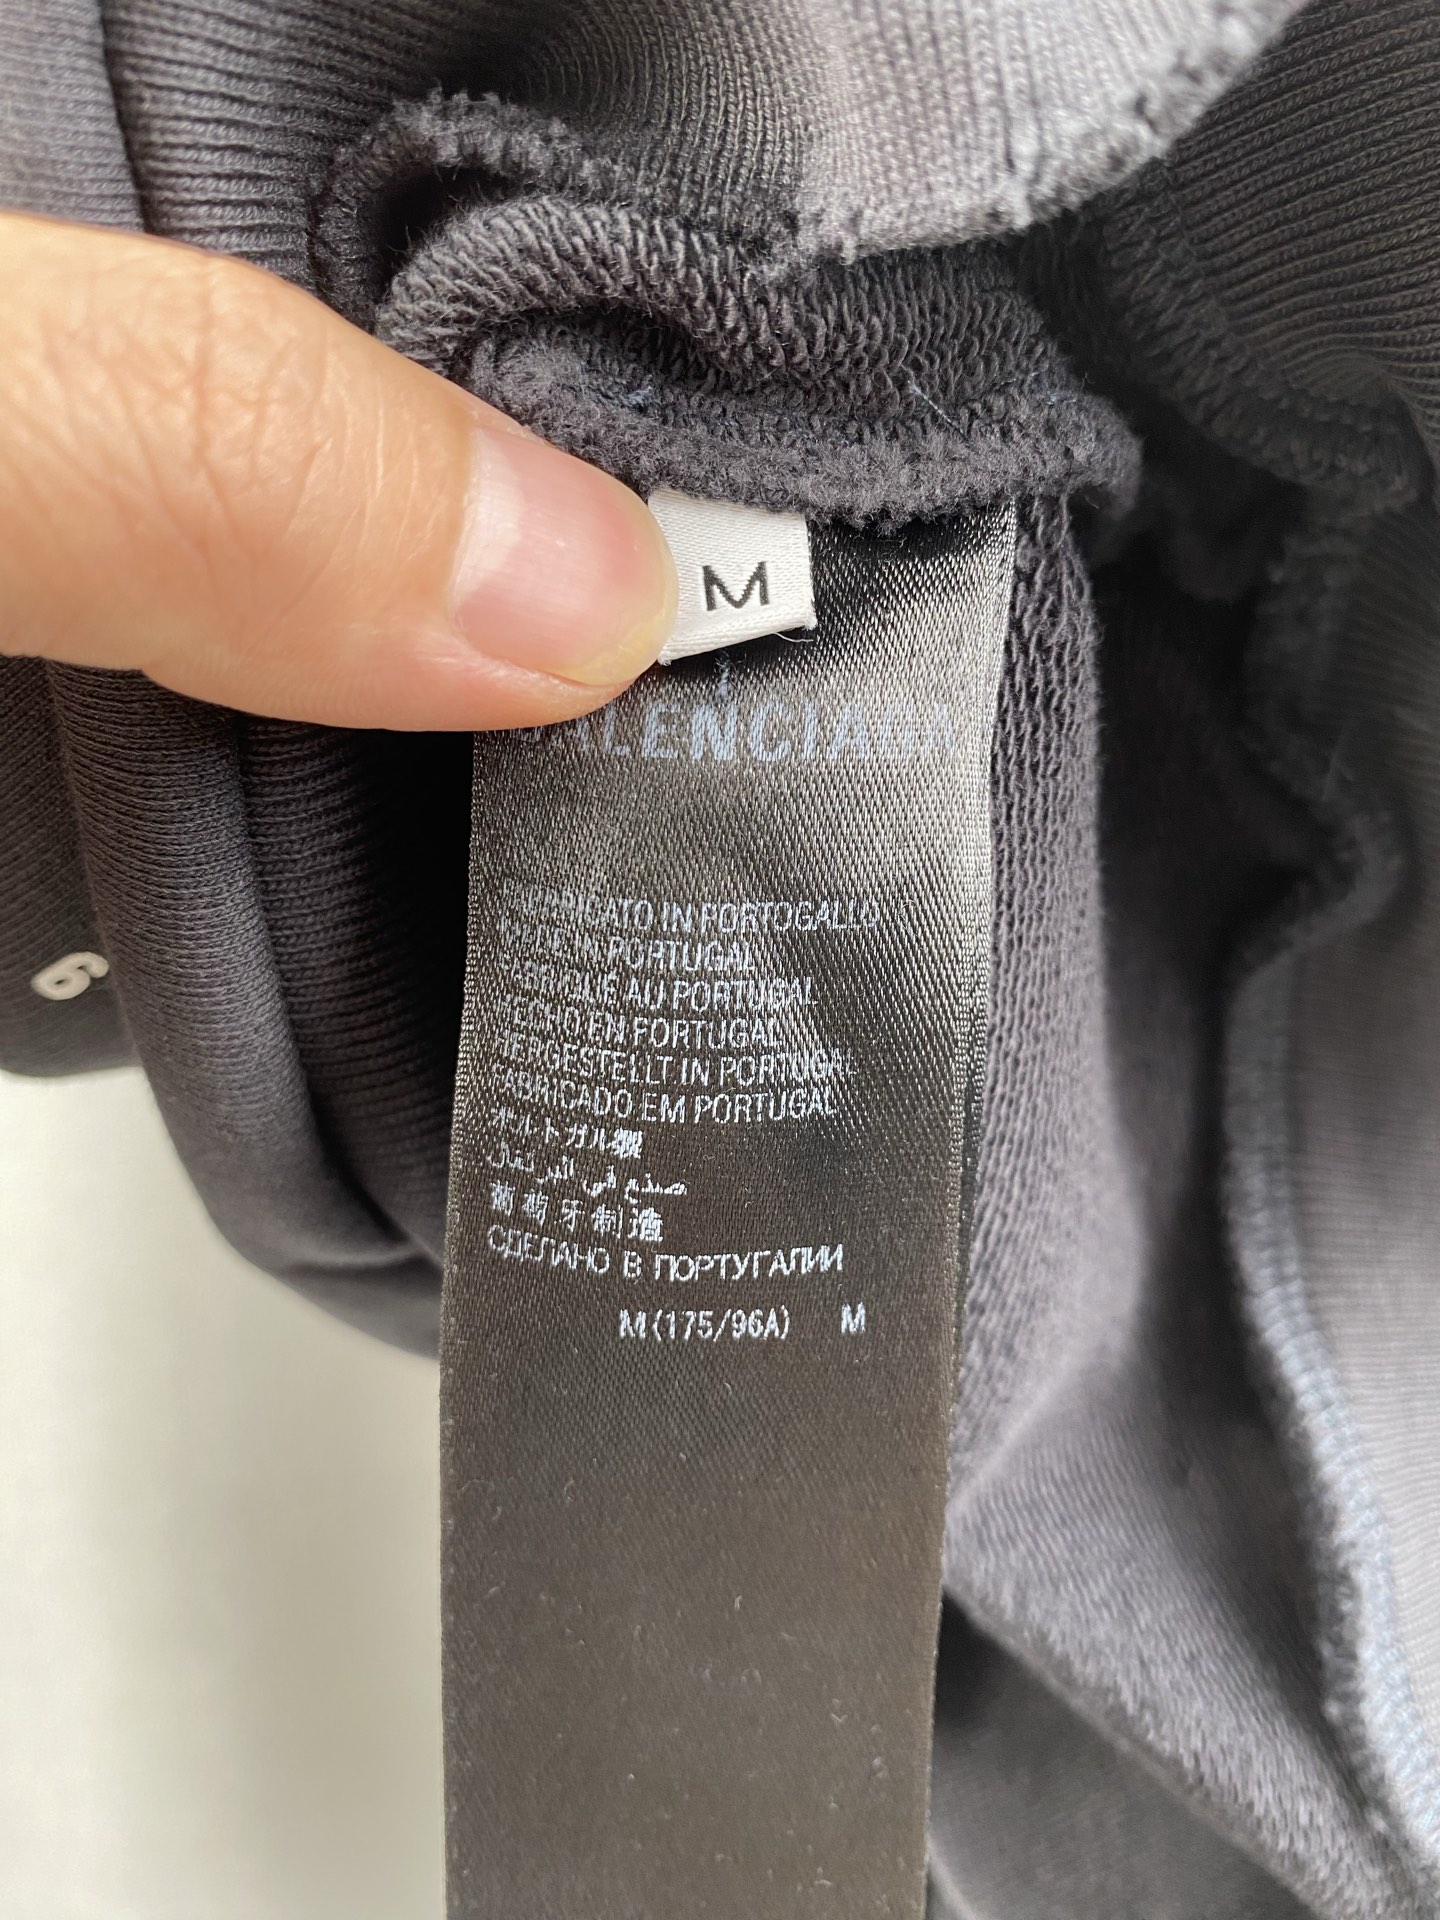 M
BALENCIAGA
FABBRICATO IN PORTOGALLO
MADE IN PORTUGAL
FABRIQUÉ AU PORTUGAL
HECHO EN PORTUGAL
HERGESTELLT IN PORTUGAL
FABRICADO EM PORTUGAL
ポルトガル製
صنع في البرتغال
葡萄牙制造
СДЕЛАНО В ПОРТУГАЛИИ
M(175/96A) M
6